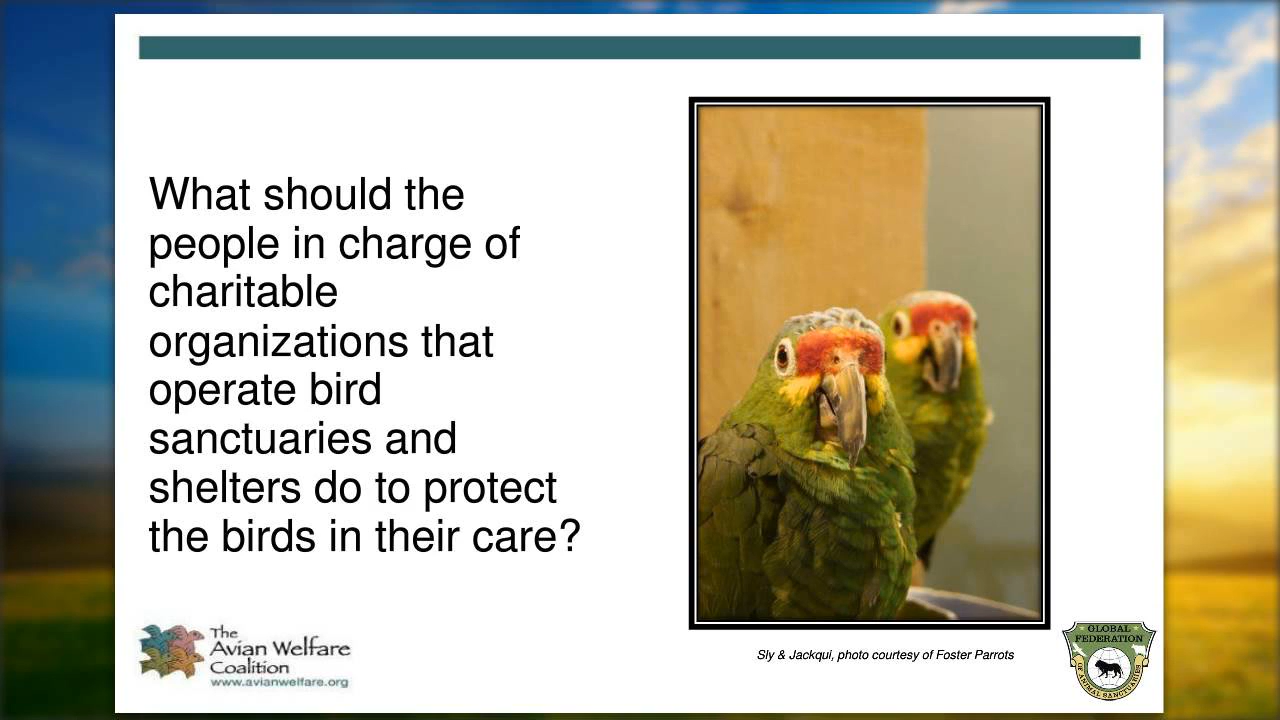 What should the
people in charge of
charitable
organizations that
operate bird
sanctuaries and
shelters do to protect
the birds in their care?
The
Avian Welfare
Coalition
www.avianwelfare.org
Sly & Jackqui, photo courtesy of Foster Parrots
GLOBAL
FEDERATION
OF ANIMAL SANCTUARIES